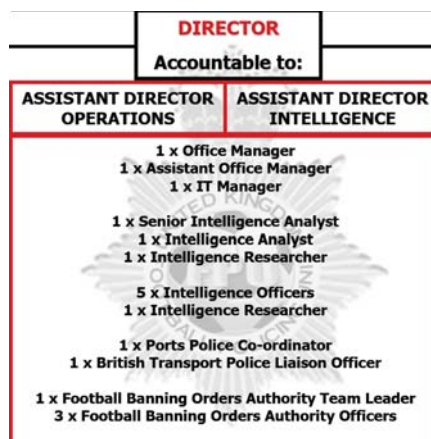 DIRECTOR
Accountable to:
ASSISTANT DIRECTOR OPERATIONS
ASSISTANT DIRECTOR INTELLIGENCE
1 x Office Manager
1 x Assistant Office Manager
1 x IT Manager
1 x Senior Intelligence Analyst
1 x Intelligence Analyst
1 x Intelligence Researcher
5 x Intelligence Officers
1 x Intelligence Researcher
1 x Ports Police Co-ordinator
1 x British Transport Police Liaison Officer
1 x Football Banning Orders Authority Team Leader
3 x Football Banning Orders Authority Officers